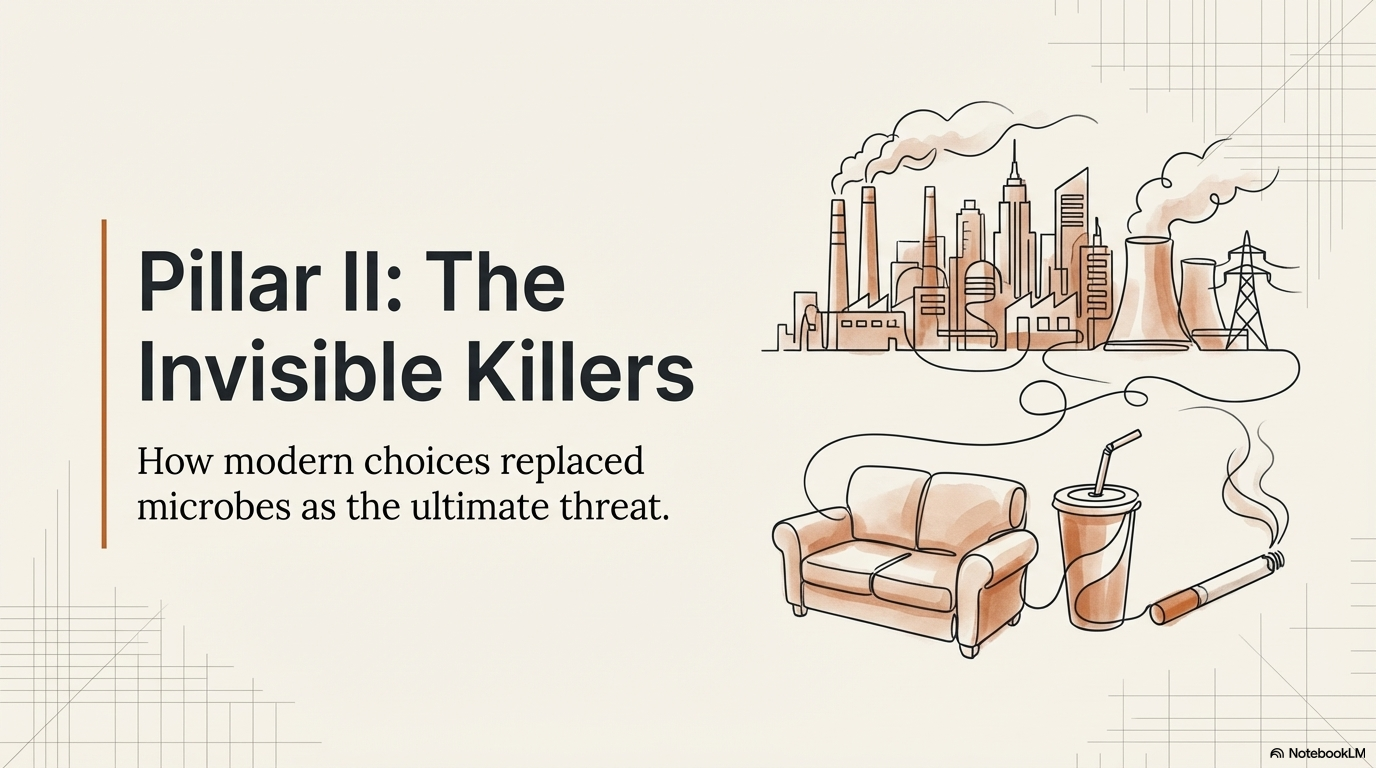 Pillar II: The
Invisible Killers
How modern choices replaced
microbes as the ultimate threat.
NotebookLM